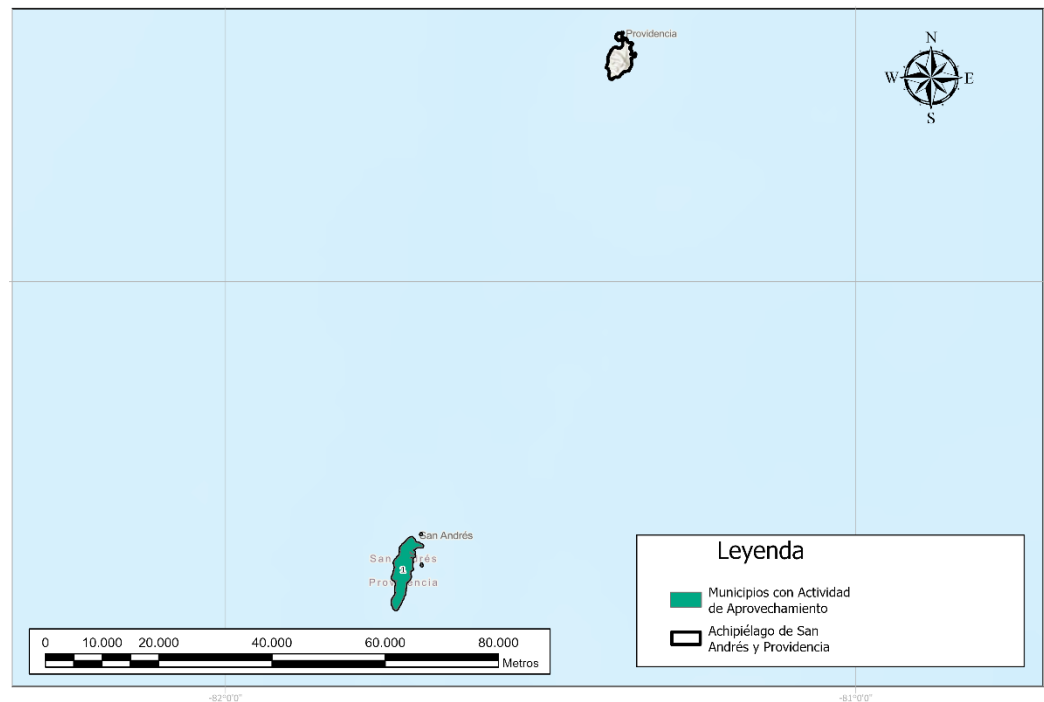 Providencia
N
W E
S
San Andrés
San Andrés
1
Providencia
0 10.000 20.000 40.000 60.000 80.000
Metros
Leyenda
Municipios con Actividad
de Aprovechamiento
Achipiélago de San
Andrés y Providencia
-82°0'0" -81°0'0"